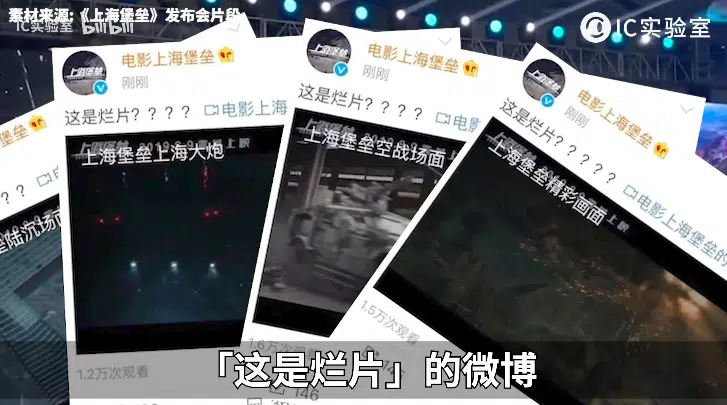 素材来源:《上海堡垒》发布会片段
IC实验室 bilibili
IC实验室
电影上海堡垒
刚刚
这是烂片？？？？ 电影上海
上海堡垒上海大炮
1.2万次观看
电影上海堡垒
刚刚
这是烂片？？？？ 电影
上海堡垒空战场面
1.6万次观看
146
电影上海堡垒
刚刚
这是烂片？？？？？ 电影上海堡垒的
上海堡垒精彩画面
1.5万次观看
海堡垒
？？？
陆沉场面
「这是烂片」的微博